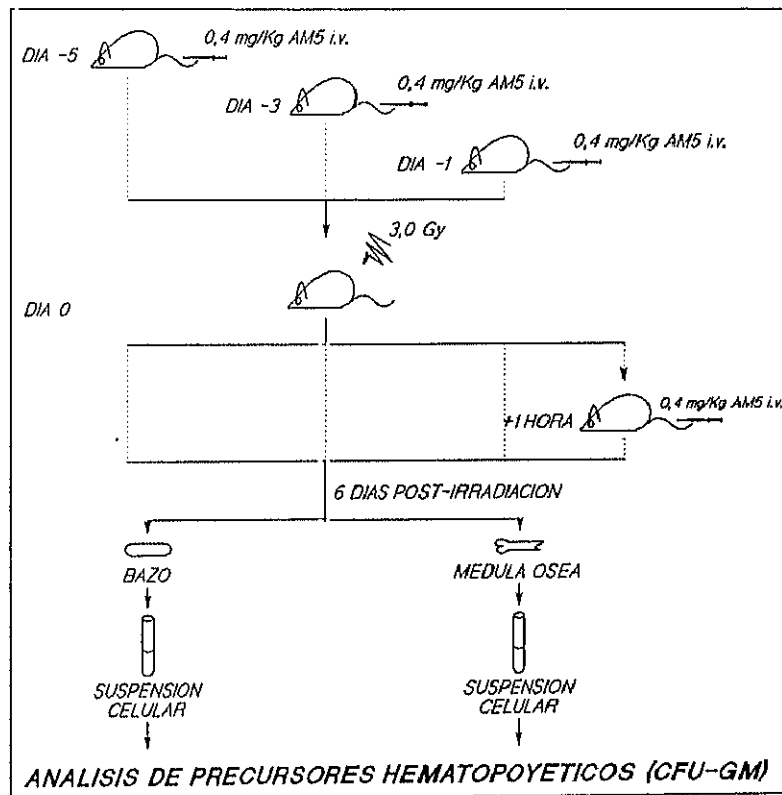 DIA -5
0,4 mg/Kg AM5 i.v.
DIA -3
0,4 mg/Kg AM5 i.v.
DIA -1
0,4 mg/Kg AM5 i.v.
3,0 Gy
DIA 0
+1 HORA
0,4 mg/Kg AM5 i.v.
6 DIAS POST-IRRADIACION
BAZO
MEDULA OSEA
SUSPENSION
CELULAR
SUSPENSION
CELULAR
ANALISIS DE PRECURSORES HEMATOPOYETICOS (CFU-GM)